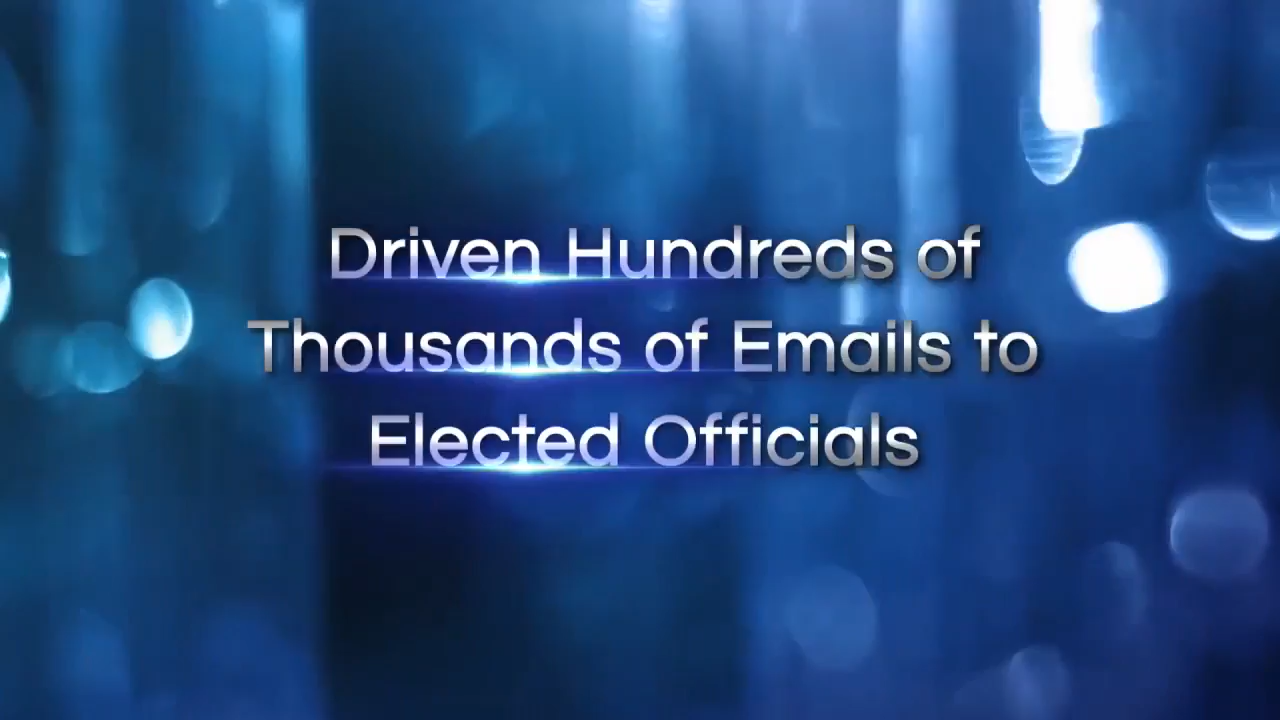 Driven Hundreds of
Thousands of Emails to
Elected Officials